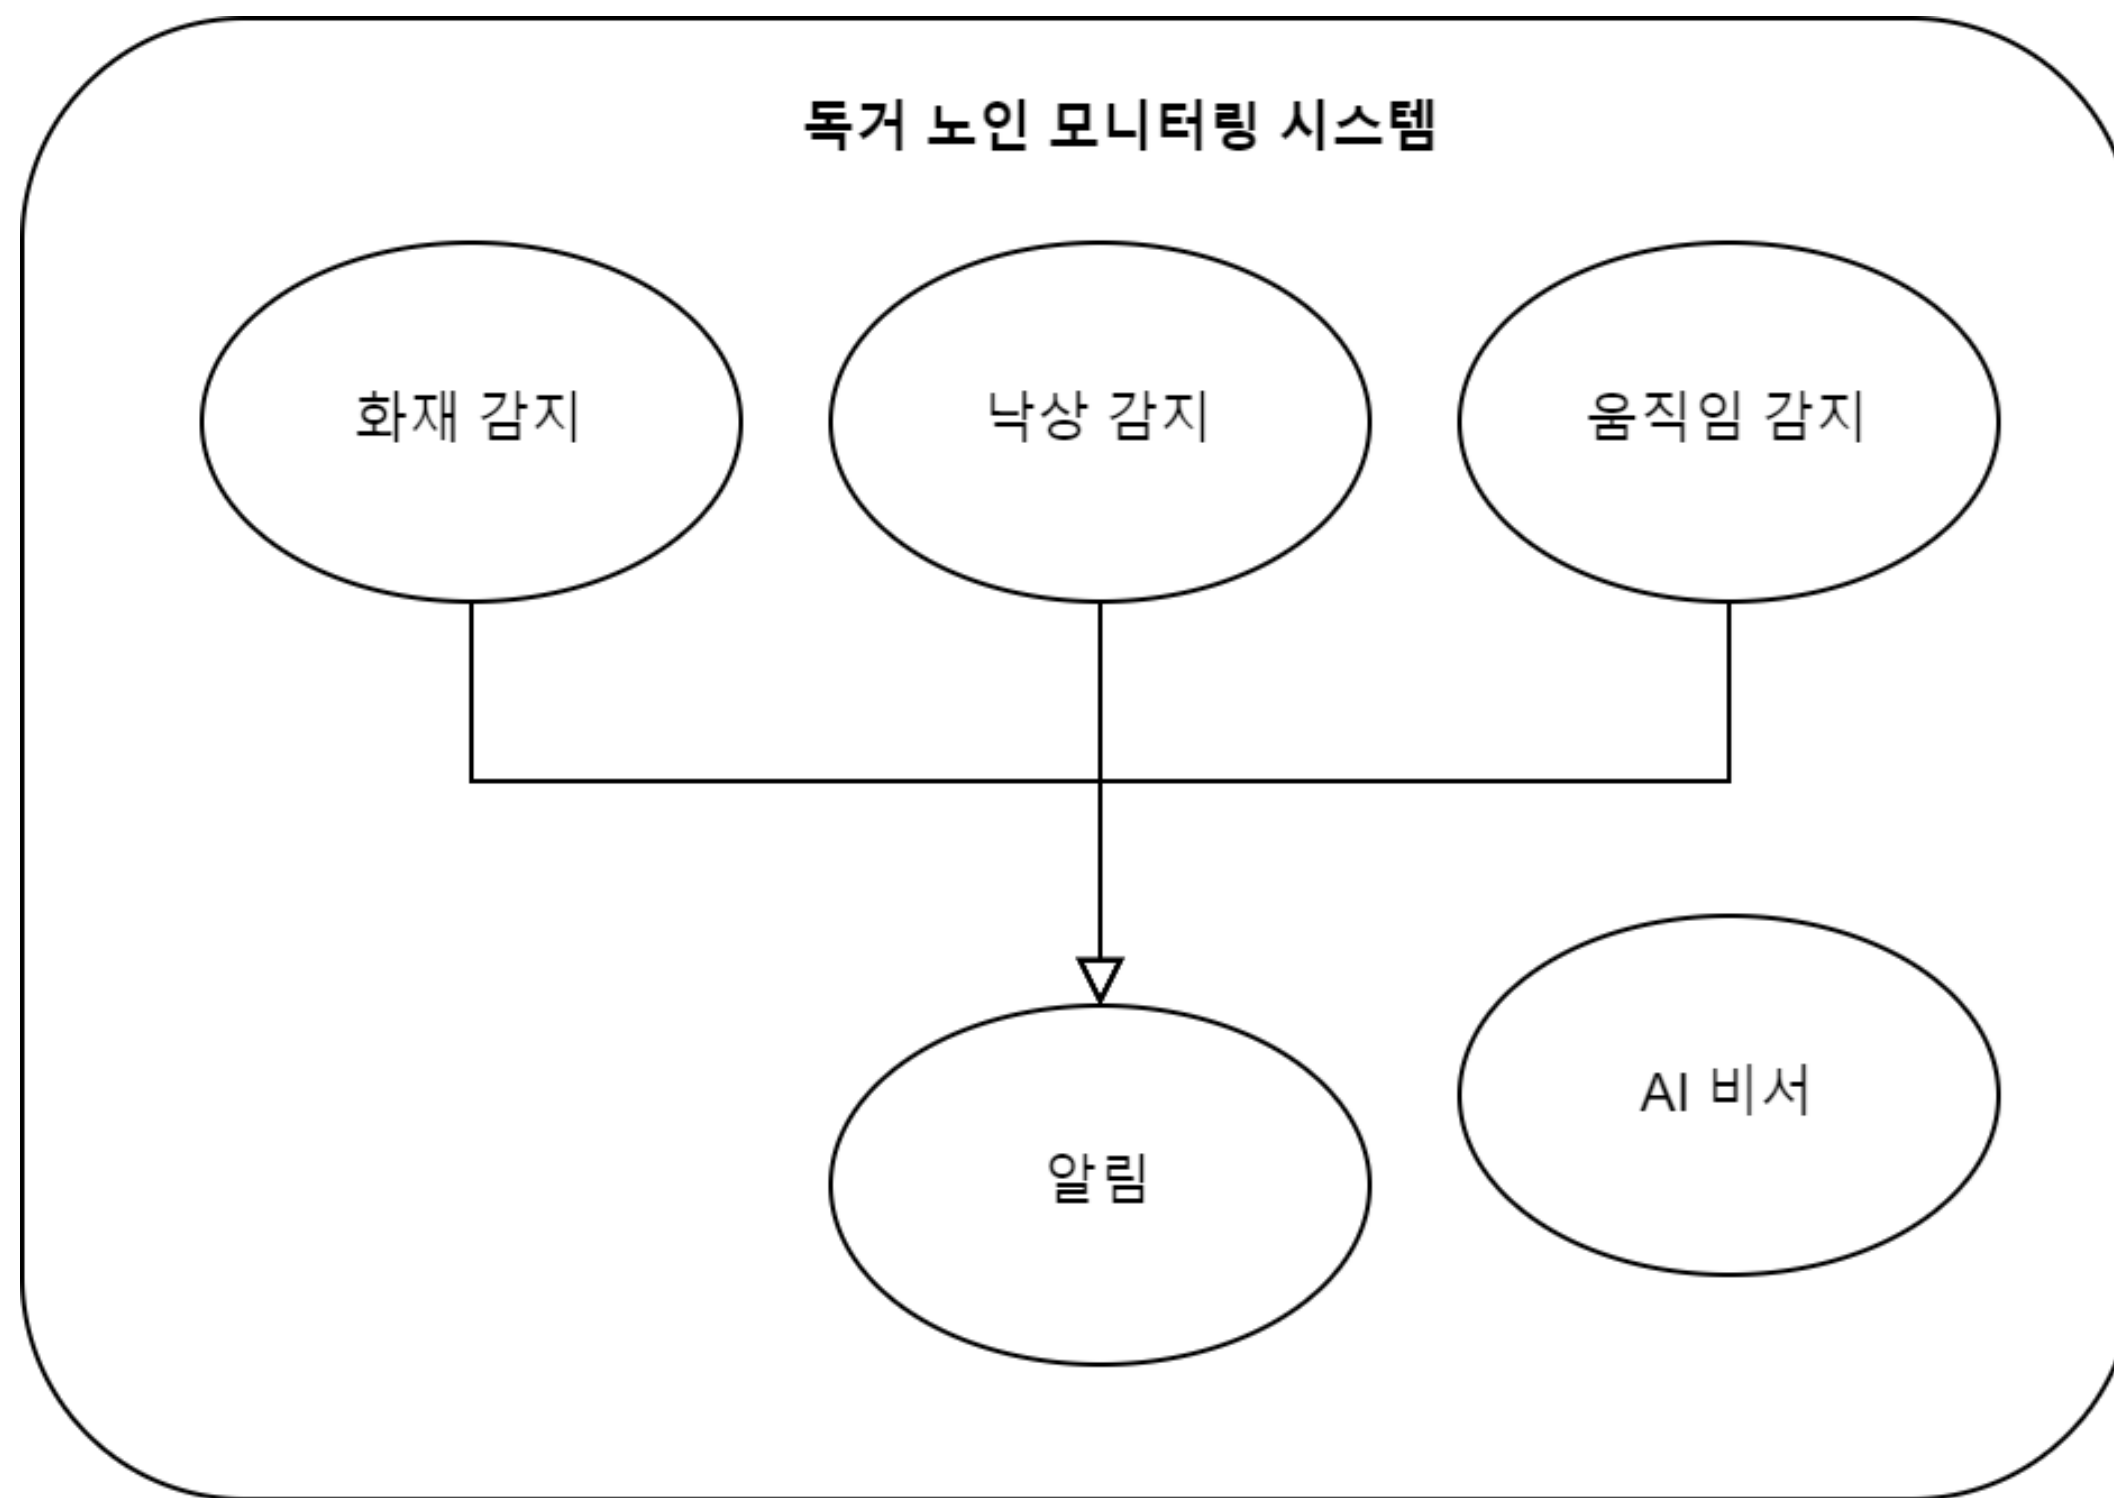 독거 노인 모니터링 시스템
화재 감지
낙상 감지
움직임 감지
AI 비서
알림